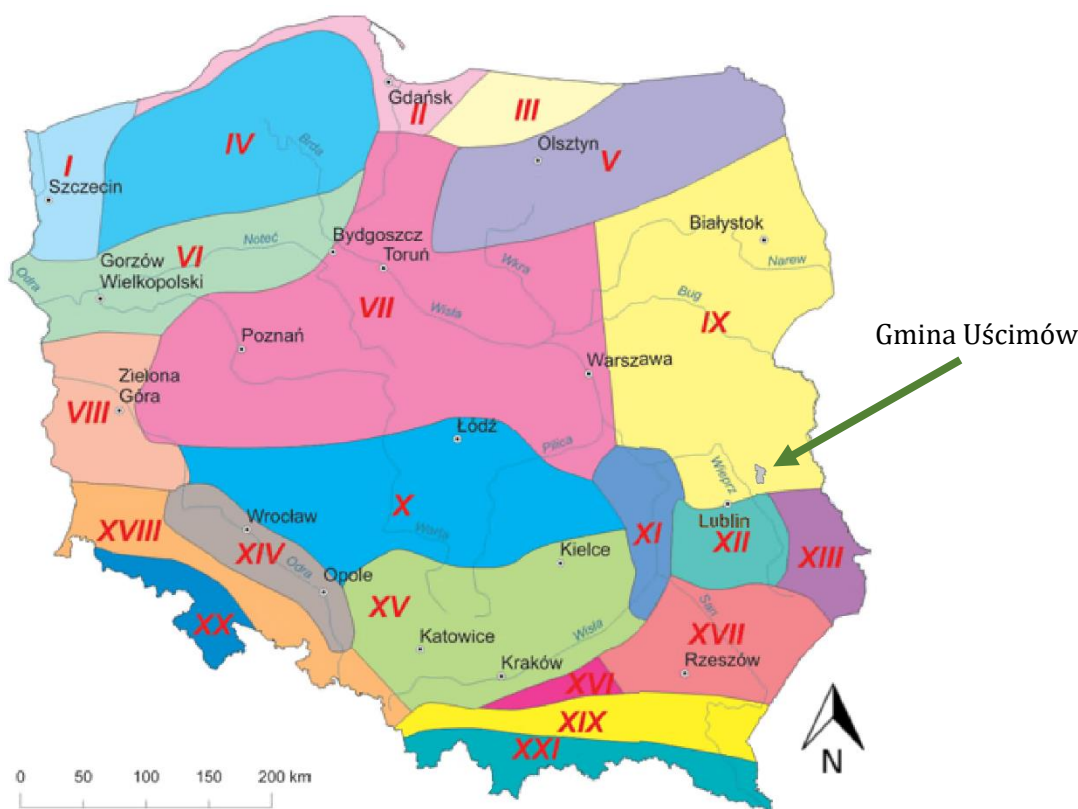 Gdańsk
II
III
IV
Brda
Olsztyn
V
I
Szczecin
Białystok
Narew
Bydgoszcz
Toruń
Noteć
VI
Odra
Gorzów
Wielkopolski
Wkra
Wisła
VII
Bug
IX
Gmina Uścimów
Poznań
Warszawa
Zielona
Góra
VIII
Łódź
Pilica
Wieprz
Lublin
X
Warta
XI
XII
XIII
Wrocław
XVIII
XIV
Odra
Opole
Kielce
XV
Katowice
Kraków
Wisła
San
XVII
Rzeszów
XX
XVI
XIX
XXI
N
0 50 100 150 200 km